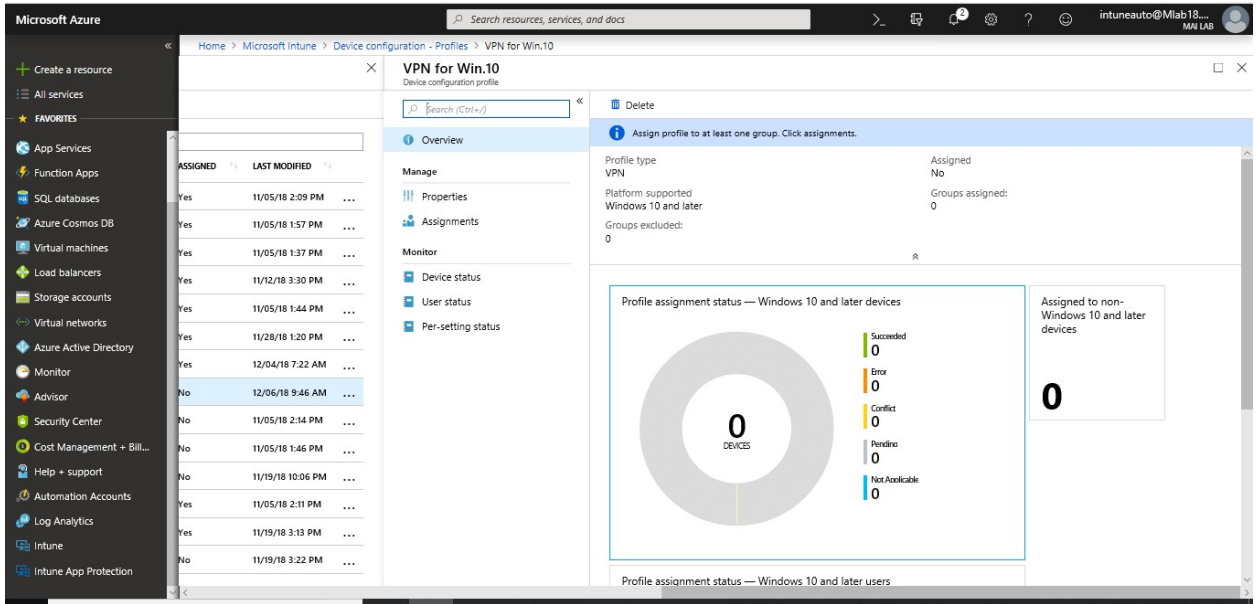 Microsoft Azure
Search resources, services, and docs
2
intuneauto@Mlab18....
MAI LAB
Home > Microsoft Intune > Device configuration - Profiles > VPN for Win.10
Create a resource
All services
FAVORITES
App Services
Function Apps
SQL databases
Azure Cosmos DB
Virtual machines
Load balancers
Storage accounts
Virtual networks
Azure Active Directory
Monitor
Advisor
Security Center
Cost Management + Bill...
Help + support
Automation Accounts
Log Analytics
Intune
Intune App Protection
ASSIGNED LAST MODIFIED
Yes 11/05/18 2:09 PM ...
Yes 11/05/18 1:57 PM ...
Yes 11/05/18 1:37 PM ...
Yes 11/12/18 3:30 PM ...
Yes 11/05/18 1:44 PM ...
Yes 11/28/18 1:20 PM ...
Yes 12/04/18 7:22 AM ...
No 12/06/18 9:46 AM ...
No 11/05/18 2:14 PM ...
No 11/05/18 1:46 PM ...
No 11/19/18 10:06 PM ...
Yes 11/05/18 2:11 PM ...
Yes 11/19/18 3:13 PM ...
No 11/19/18 3:22 PM ...
VPN for Win.10
Device configuration profile
Search (Ctrl+/)
Overview
Manage
Properties
Assignments
Monitor
Device status
User status
Per-setting status
Delete
Assign profile to at least one group. Click assignments.
Profile type
VPN
Platform supported
Windows 10 and later
Groups excluded:
0
Assigned
No
Groups assigned:
0
Profile assignment status — Windows 10 and later devices
0
DEVICES
Succeeded
0
Error
0
Conflict
0
Pending
0
Not Applicable
0
Assigned to non-
Windows 10 and later
devices
0
Profile assignment status — Windows 10 and later users